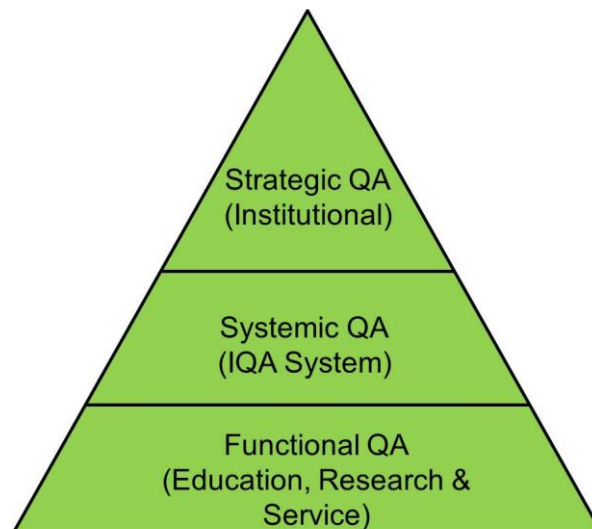 Strategic QA
(Institutional)
Systemic QA
(IQA System)
Functional QA
(Education, Research &
Service)